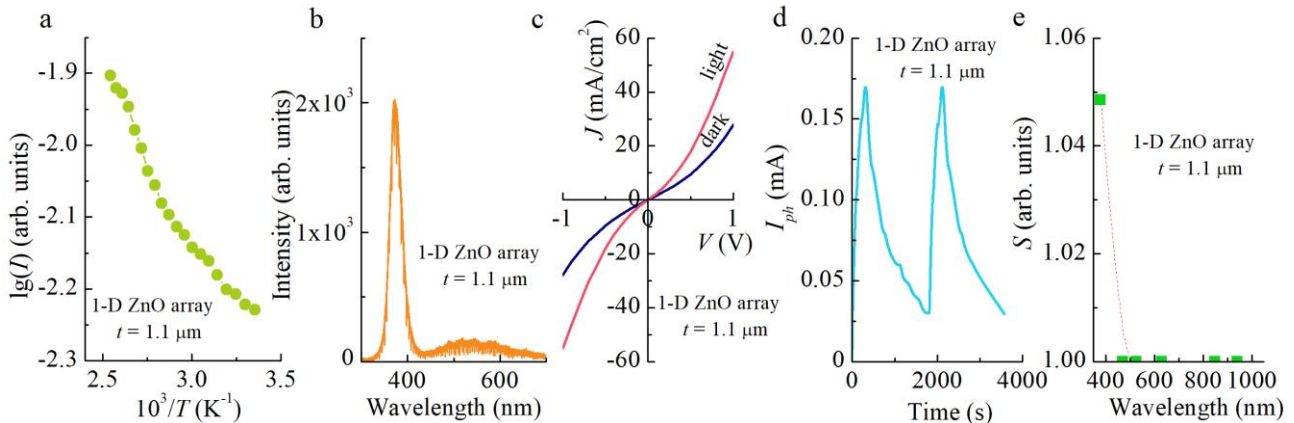 a
lg(I) (arb. units)
-1.9
-2.0
-2.1
-2.2
-2.3
1-D ZnO array
t = 1.1 μm
2.5 3.0 3.5
10³/T (K⁻¹)
b
Intensity (arb. units)
2x10³
1x10³
0
1-D ZnO array
t = 1.1 μm
400 600
Wavelength (nm)
c
J (mA/cm²)
60
40
20
0
-20
-40
-60
light
dark
-1 0 1
V (V)
1-D ZnO array
t = 1.1 μm
d
I_ph (mA)
0.20
0.15
0.10
0.05
0.00
1-D ZnO array
t = 1.1 μm
0 2000 4000
Time (s)
e
S (arb. units)
1.06
1.04
1.02
1.00
1-D ZnO array
t = 1.1 μm
400 600 800 1000
Wavelength (nm)